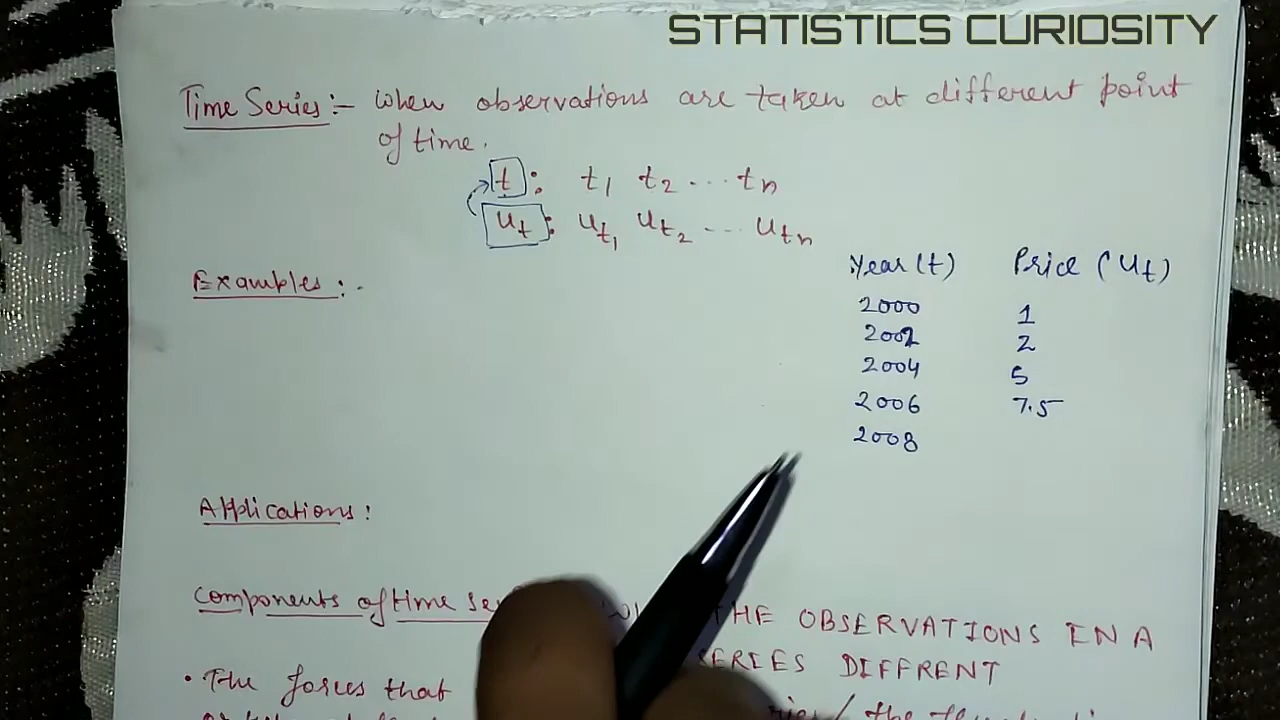 STATISTICS CURIOSITY
Time Series :- When observations are taken at different point
of time.
t : t1 t2 ... tn
ut : ut1 ut2 ... utn
Examples :-
Year (t) Price (ut)
2000 1
2002 2
2004 5
2006 7.5
2008
Applications :
Components of time THE OBSERVATIONS IN A
SERIES DIFFRENT
• The forces that the